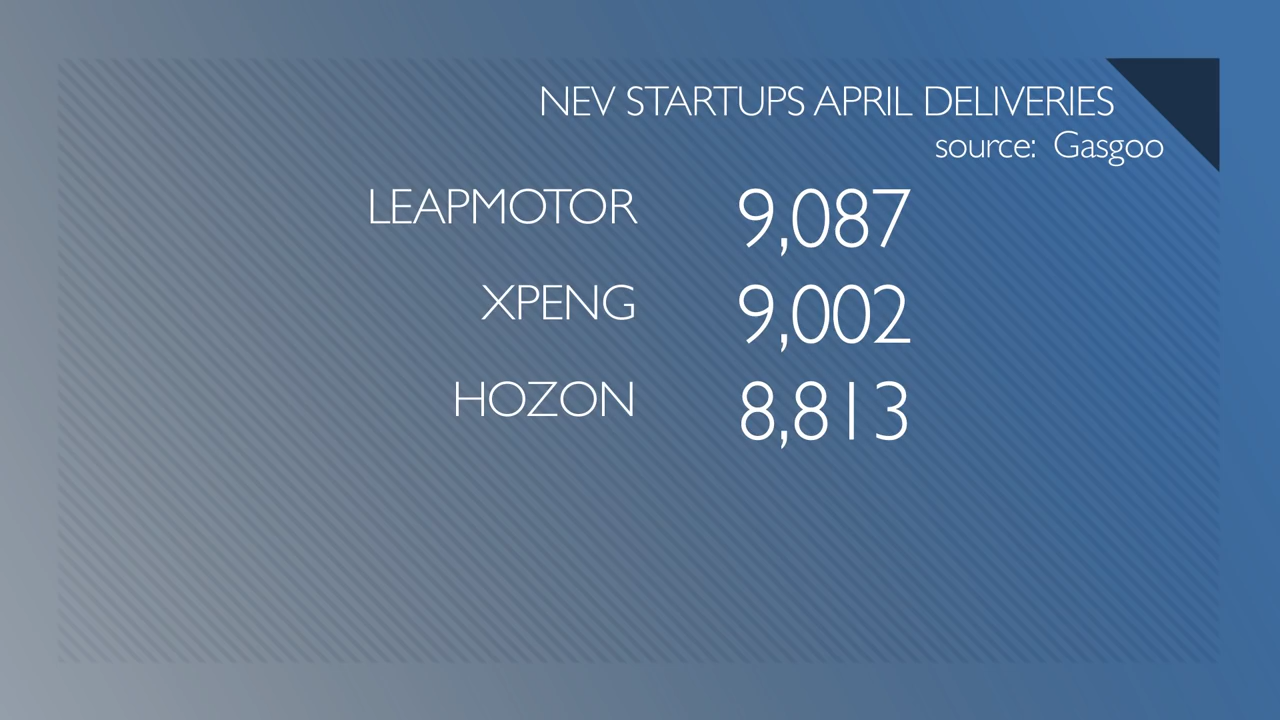 NEV STARTUPS APRIL DELIVERIES
source: Gasgoo
LEAPMOTOR 9,087
XPENG 9,002
HOZON 8,813